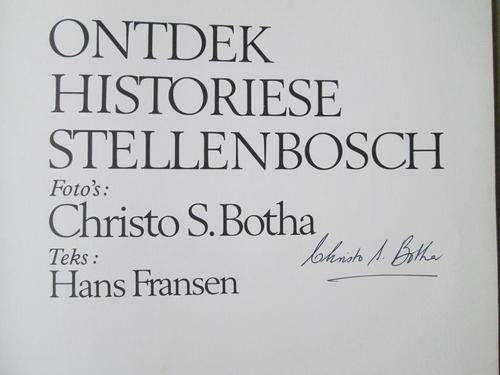 ONTDEK
HISTORIESE
STELLENBOSCH
Foto's:
Christo S. Botha
Christo S. Botha
Teks:
Hans Fransen